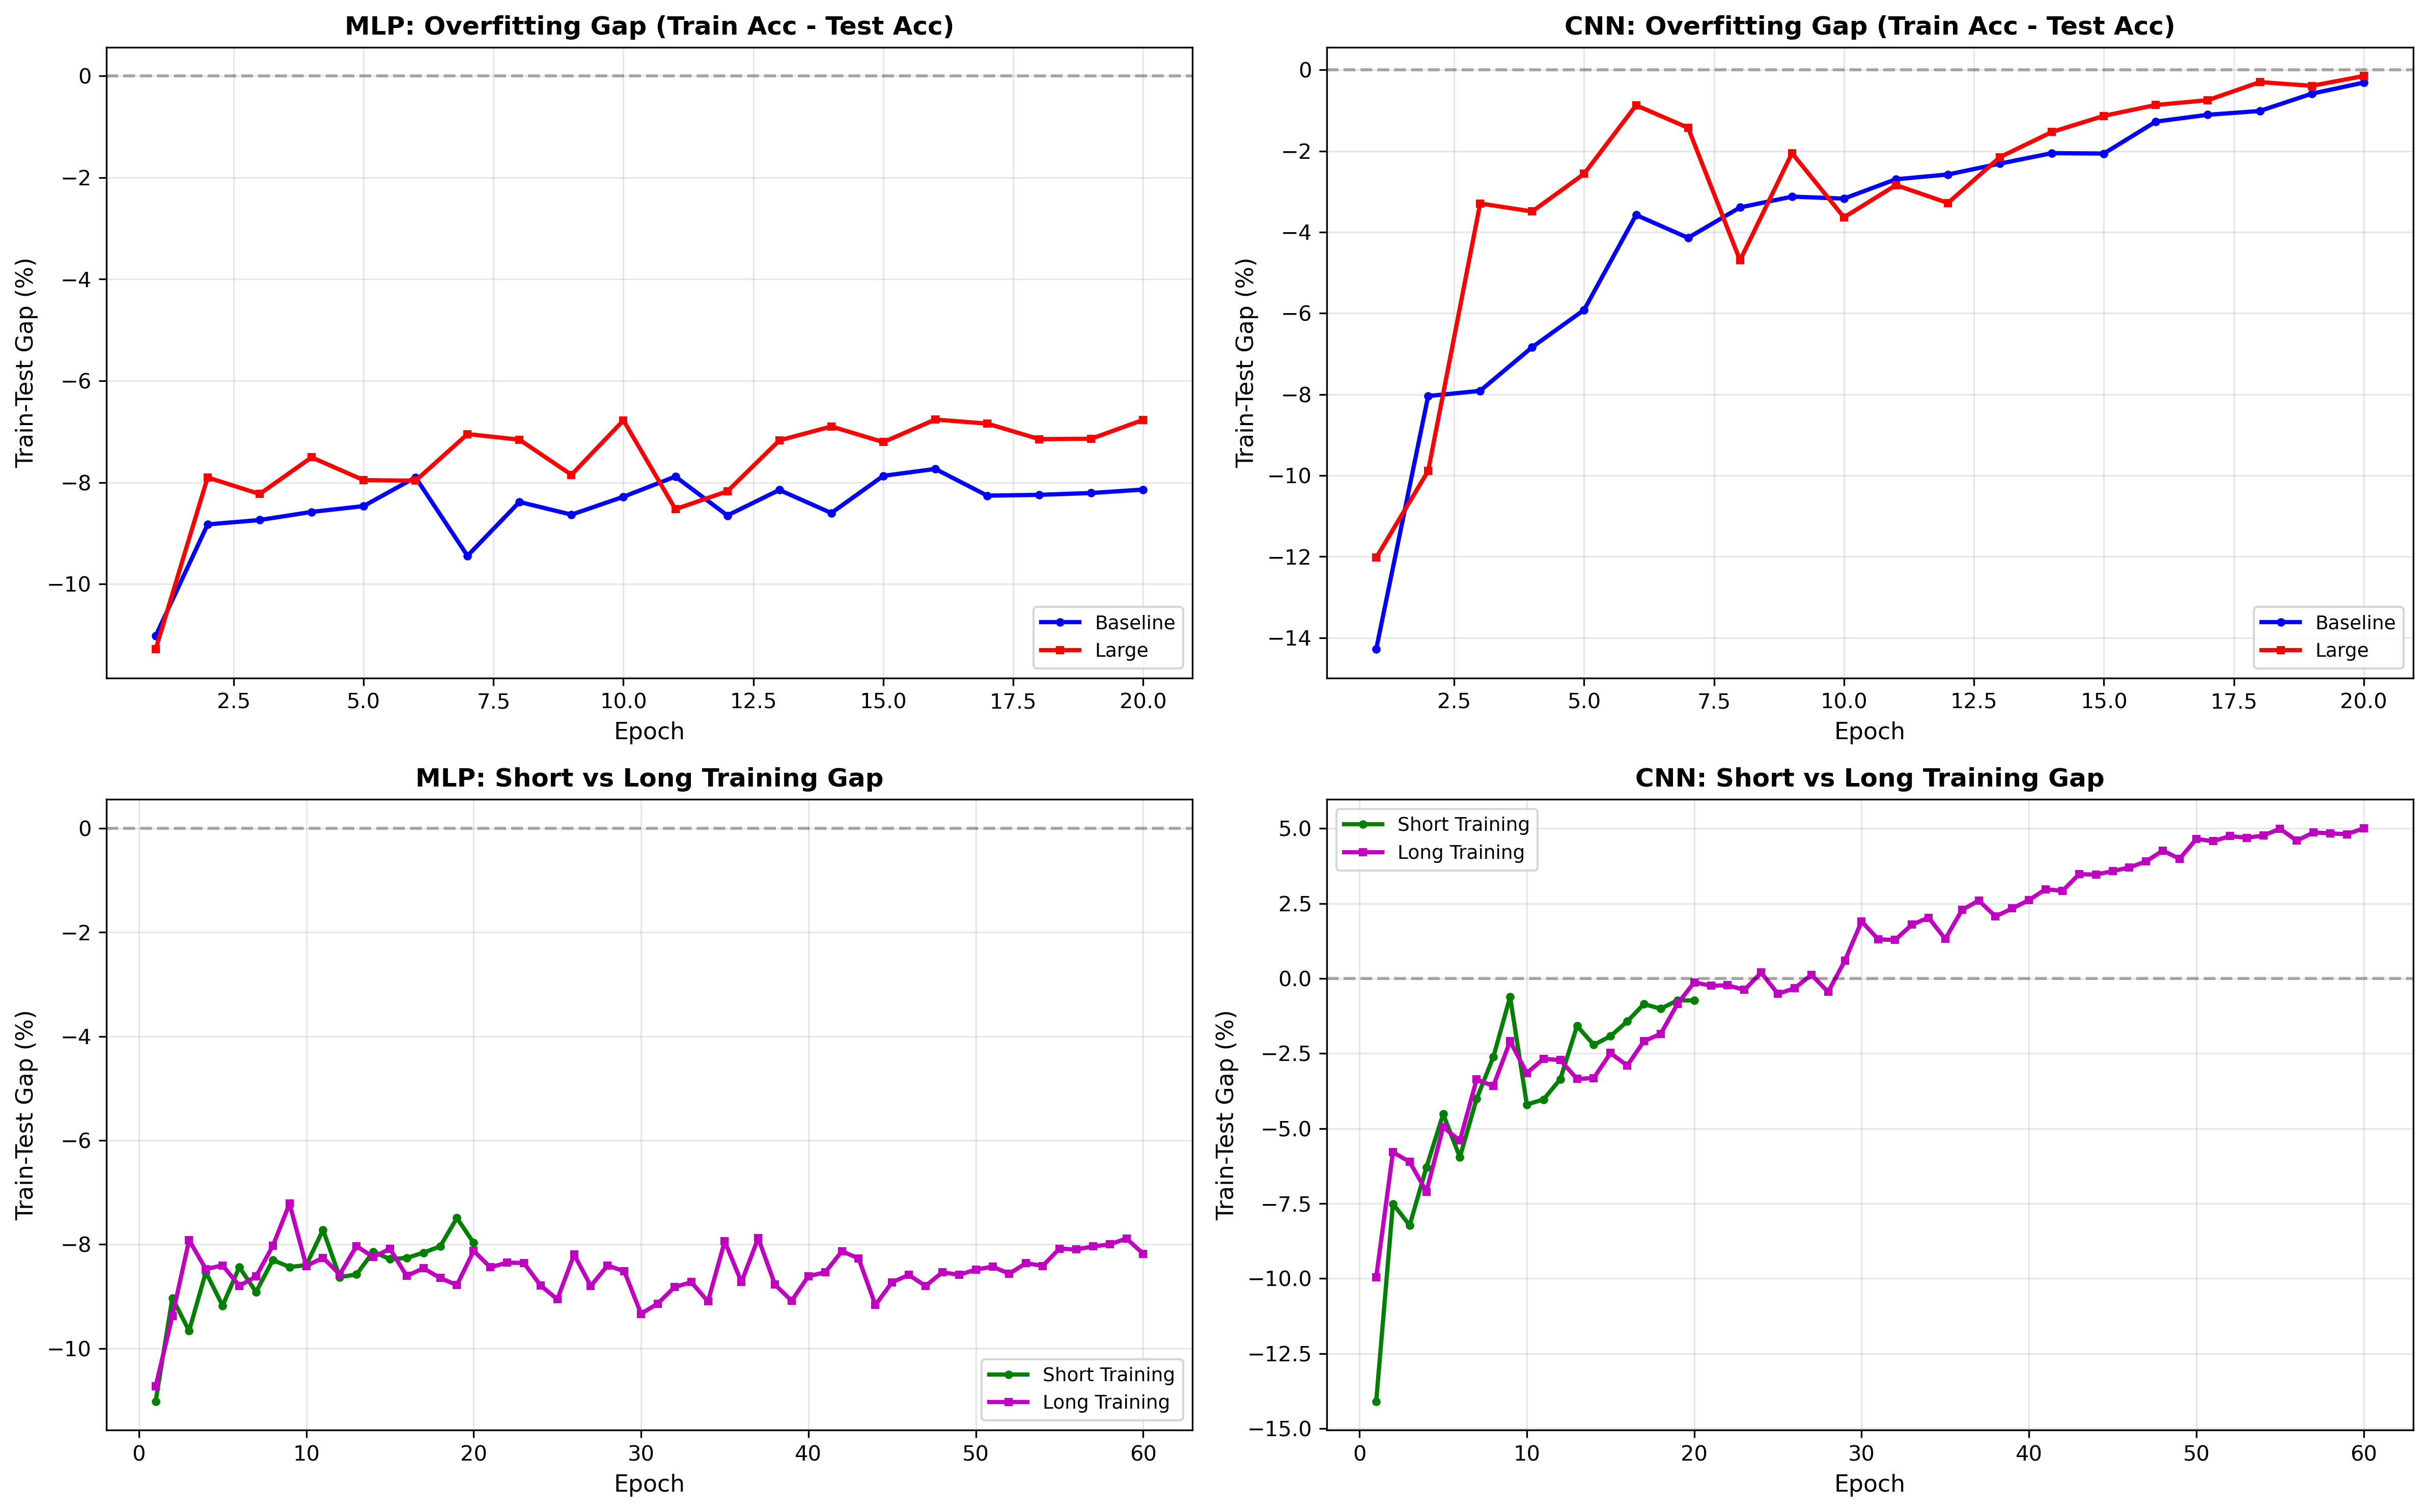 MLP: Overfitting Gap (Train Acc - Test Acc)
0
−2
−4
−6
−8
−10
Train-Test Gap (%)
2.5 5.0 7.5 10.0 12.5 15.0 17.5 20.0
Epoch
Baseline
Large
CNN: Overfitting Gap (Train Acc - Test Acc)
0
−2
−4
−6
−8
−10
−12
−14
Train-Test Gap (%)
2.5 5.0 7.5 10.0 12.5 15.0 17.5 20.0
Epoch
Baseline
Large
MLP: Short vs Long Training Gap
0
−2
−4
−6
−8
−10
Train-Test Gap (%)
0 10 20 30 40 50 60
Epoch
Short Training
Long Training
CNN: Short vs Long Training Gap
Short Training
Long Training
5.0
2.5
0.0
−2.5
−5.0
−7.5
−10.0
−12.5
−15.0
Train-Test Gap (%)
0 10 20 30 40 50 60
Epoch